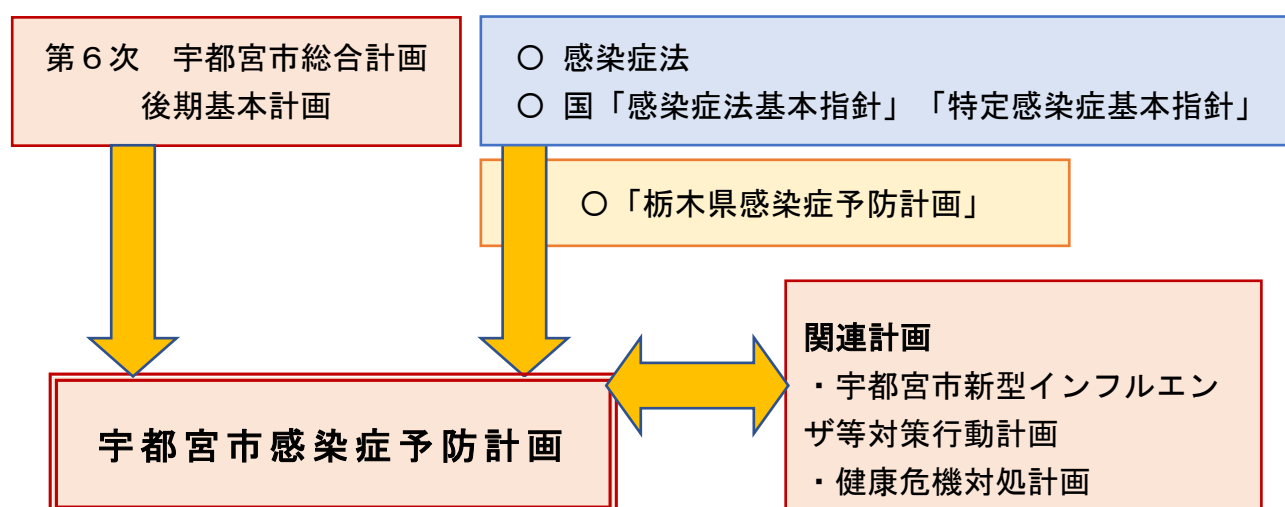 第６次　宇都宮市総合計画
後期基本計画
○ 感染症法
○ 国「感染症法基本指針」「特定感染症基本指針」
○「栃木県感染症予防計画」
宇都宮市感染症予防計画
関連計画
・宇都宮市新型インフルエン
ザ等対策行動計画
・健康危機対処計画